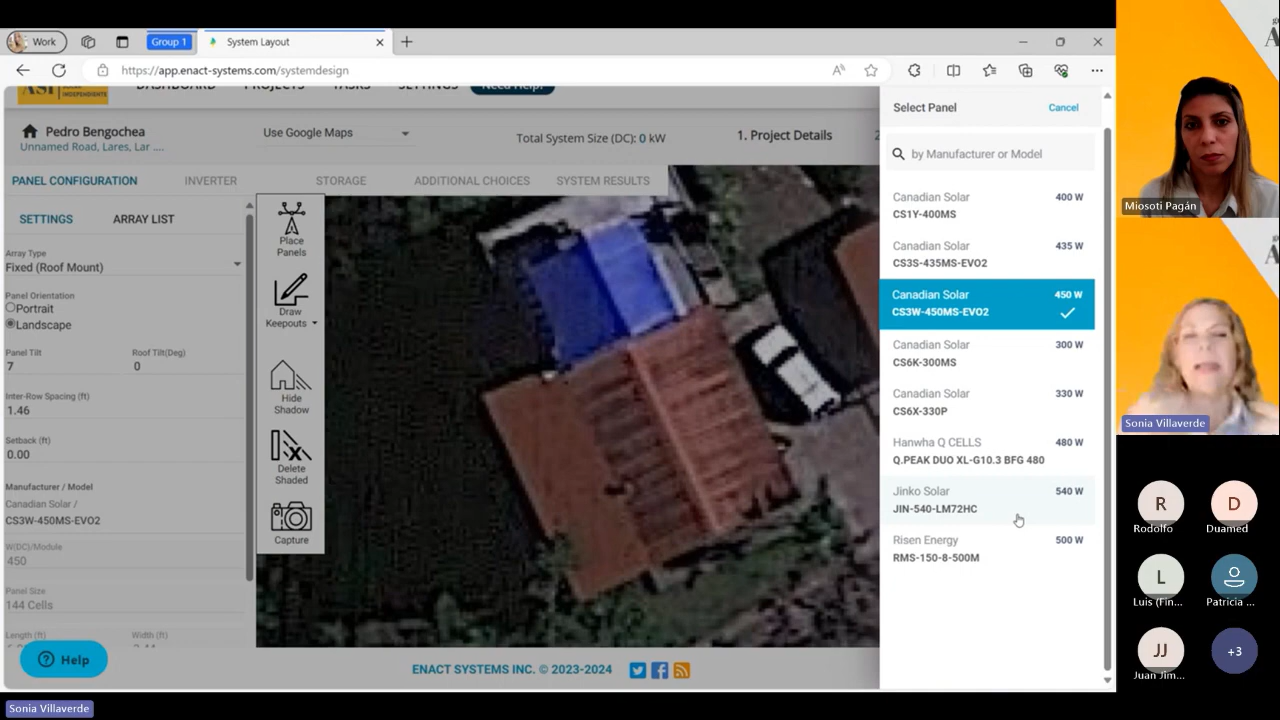 Work
Group 1
System Layout
https://app.enact-systems.com/systemdesign
DASHBOARD
PROJECTS
TASKS
SETTINGS
Need Help?
ASI
INDEPENDIENTES
Pedro Bengochea
Unnamed Road, Lares, Lar ....
Use Google Maps
Total System Size (DC): 0 kW
1. Project Details
2
PANEL CONFIGURATION
INVERTER
STORAGE
ADDITIONAL CHOICES
SYSTEM RESULTS
SETTINGS
ARRAY LIST
Array Type
Fixed (Roof Mount)
Panel Orientation
Portrait
Landscape
Panel Tilt
Roof Tilt(Deg)
7
0
Inter-Row Spacing (ft)
1.46
Setback (ft)
0.00
Manufacturer / Model
Canadian Solar /
CS3W-450MS-EVO2
W(DC)/Module
450
Panel Size
144 Cells
Length (ft)
Width (ft)
Help
Place
Panels
Draw
Keepouts
Hide
Shadow
Delete
Shaded
Capture
ENACT SYSTEMS INC. © 2023-2024
Select Panel
Cancel
by Manufacturer or Model
Canadian Solar
400 W
CS1Y-400MS
Canadian Solar
435 W
CS3S-435MS-EVO2
Canadian Solar
450 W
CS3W-450MS-EVO2
Canadian Solar
300 W
CS6K-300MS
Canadian Solar
330 W
CS6X-330P
Hanwha Q CELLS
480 W
Q.PEAK DUO XL-G10.3 BFG 480
Jinko Solar
540 W
JIN-540-LM72HC
Risen Energy
500 W
RMS-150-8-500M
Miosoti Pagán
Sonia Villaverde
R
Rodolfo
D
Duamed
L
Luis (Fin...
Patricia ...
JJ
Juan Jim...
+3
Sonia Villaverde